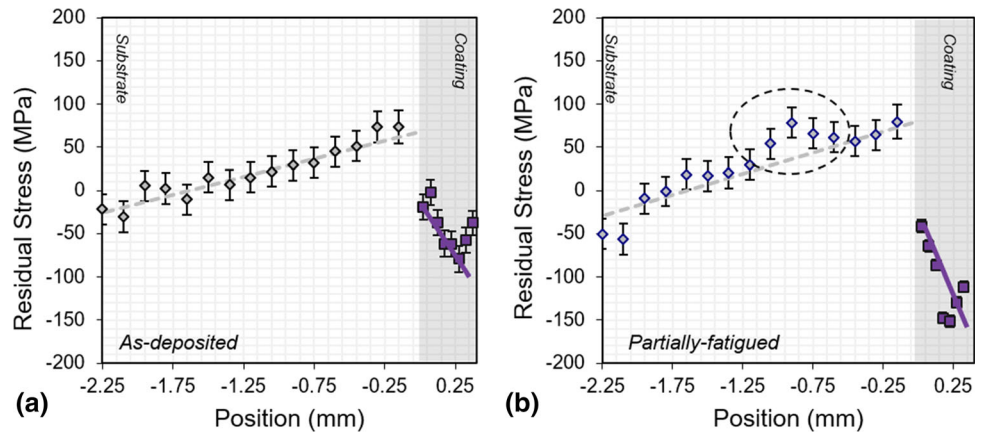 200
150
100
50
0
-50
-100
-150
-200
Residual Stress (MPa)
Substrate
Coating
As-deposited
-2.25 -1.75 -1.25 -0.75 -0.25 0.25
Position (mm)
(a)
200
150
100
50
0
-50
-100
-150
-200
Residual Stress (MPa)
Substrate
Coating
Partially-fatigued
-2.25 -1.75 -1.25 -0.75 -0.25 0.25
Position (mm)
(b)